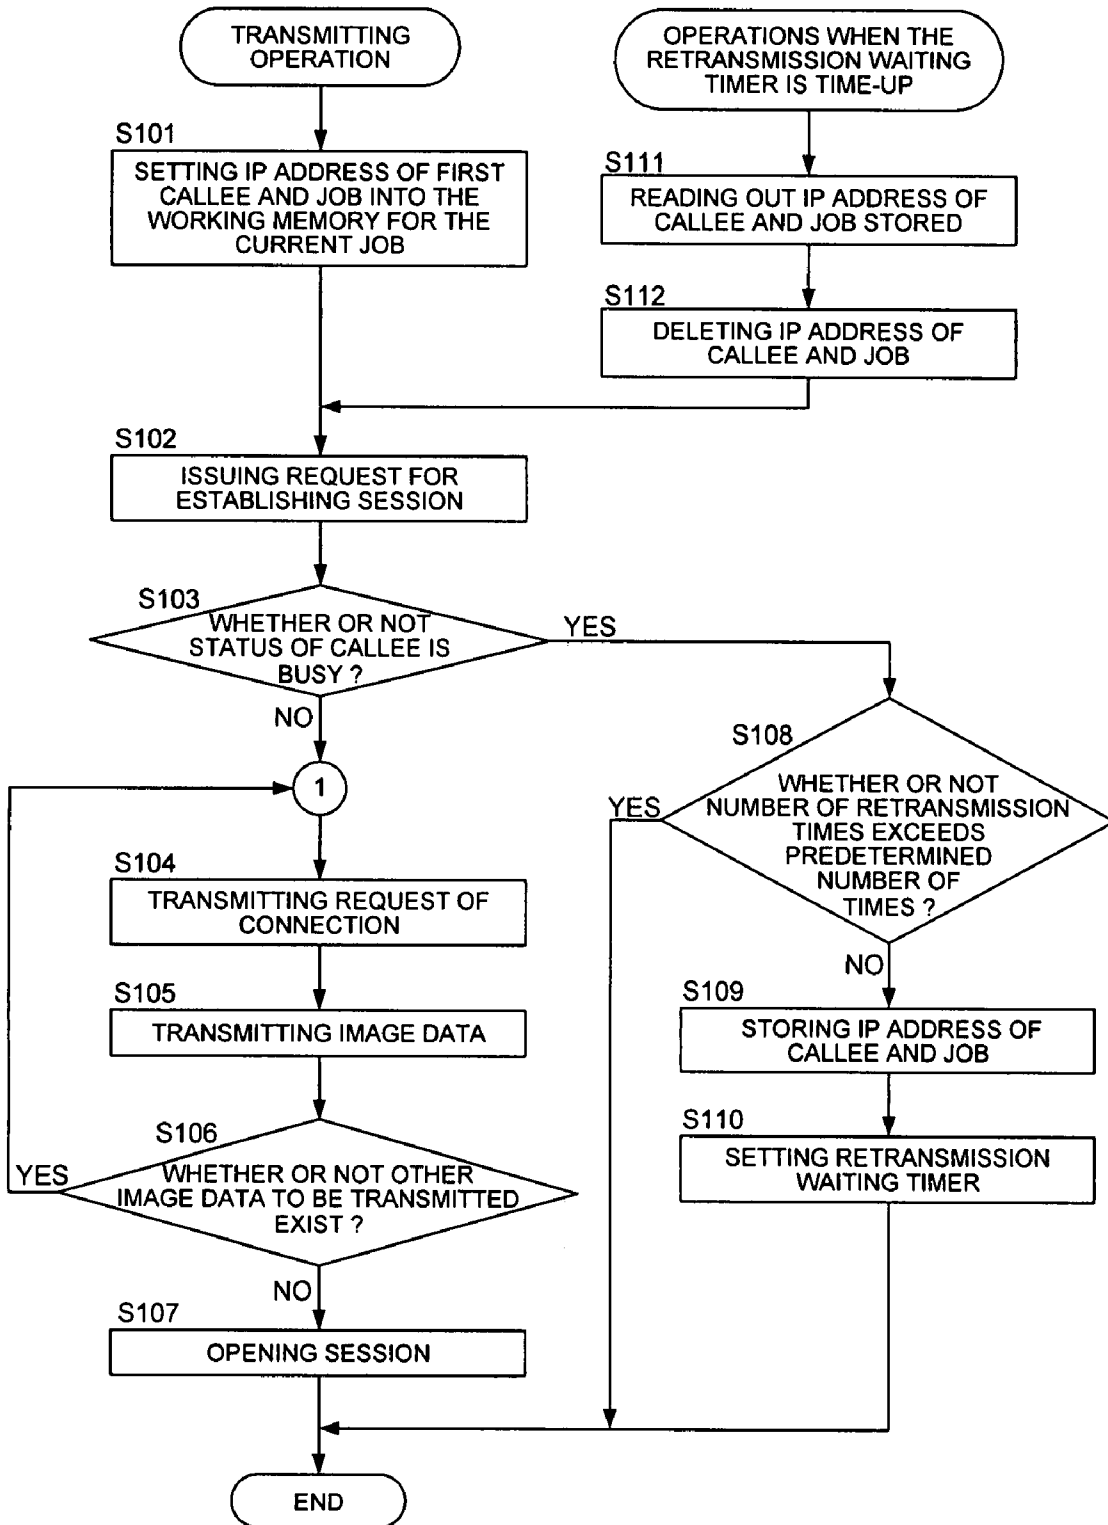 TRANSMITTING
OPERATION
OPERATIONS WHEN THE
RETRANSMISSION WAITING
TIMER IS TIME-UP
S101
SETTING IP ADDRESS OF FIRST
CALLEE AND JOB INTO THE
WORKING MEMORY FOR THE
CURRENT JOB
S111
READING OUT IP ADDRESS OF
CALLEE AND JOB STORED
S112
DELETING IP ADDRESS OF
CALLEE AND JOB
S102
ISSUING REQUEST FOR
ESTABLISHING SESSION
S103
WHETHER OR NOT
STATUS OF CALLEE IS
BUSY ?
YES
NO
1
S108
WHETHER OR NOT
NUMBER OF RETRANSMISSION
TIMES EXCEEDS
PREDETERMINED
NUMBER OF
TIMES ?
YES
NO
S104
TRANSMITTING REQUEST OF
CONNECTION
S105
TRANSMITTING IMAGE DATA
S109
STORING IP ADDRESS OF
CALLEE AND JOB
S106
WHETHER OR NOT OTHER
IMAGE DATA TO BE TRANSMITTED
EXIST ?
YES
NO
S110
SETTING RETRANSMISSION
WAITING TIMER
S107
OPENING SESSION
END